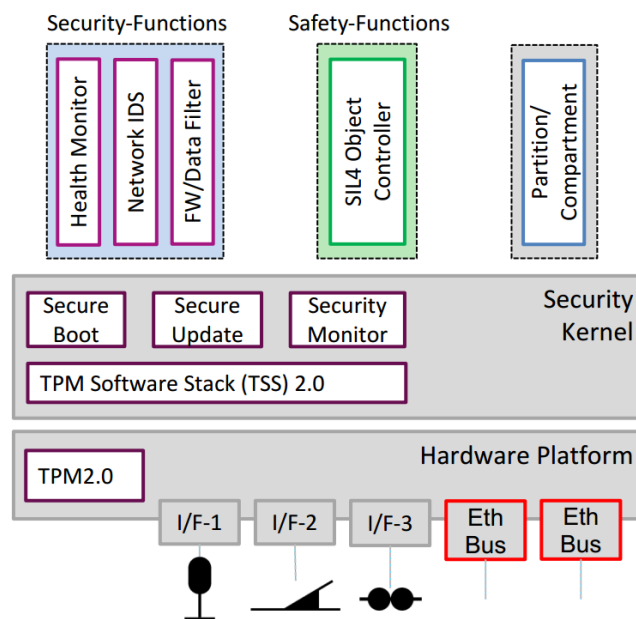 Security-Functions
Safety-Functions
Health Monitor
Network IDS
FW/Data Filter
SIL4 Object
Controller
Partition/
Compartment
Secure
Boot
Secure
Update
Security
Monitor
Security
Kernel
TPM Software Stack (TSS) 2.0
Hardware Platform
TPM2.0
I/F-1
I/F-2
I/F-3
Eth
Bus
Eth
Bus